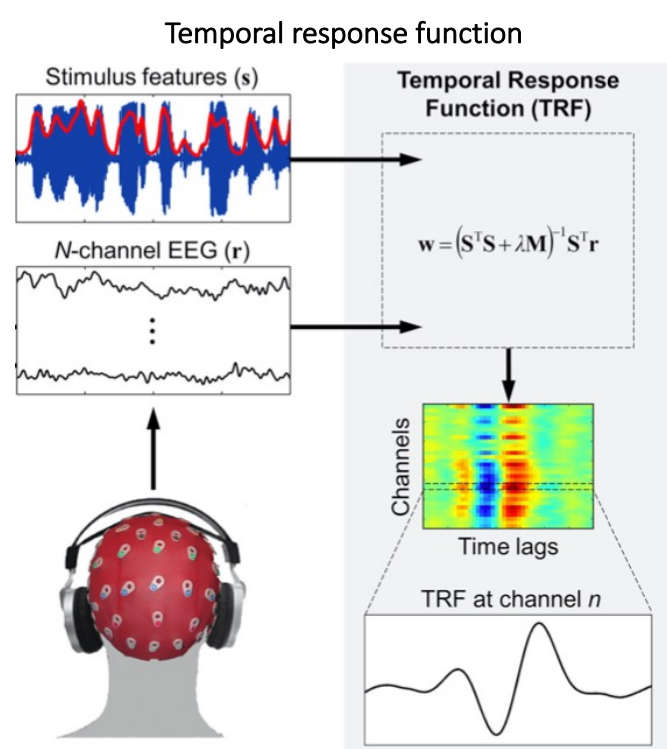 Temporal response function
Stimulus features (s)
N-channel EEG (r)
Temporal Response
Function (TRF)
w = (SᵀS + λM)⁻¹Sᵀr
Channels
Time lags
TRF at channel n